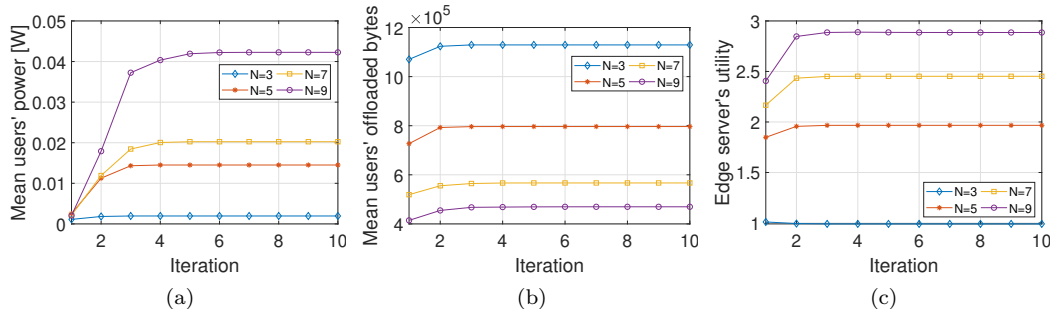 Mean users' power [W]
0.05
0.04
0.03
0.02
0.01
0
N=3 N=7
N=5 N=9
2 4 6 8 10
Iteration
(a)
Mean users' offloaded bytes
×10⁵
12
10
8
6
4
N=3 N=7
N=5 N=9
2 4 6 8 10
Iteration
(b)
Edge server's utility
3
2.5
2
1.5
1
N=3 N=7
N=5 N=9
2 4 6 8 10
Iteration
(c)